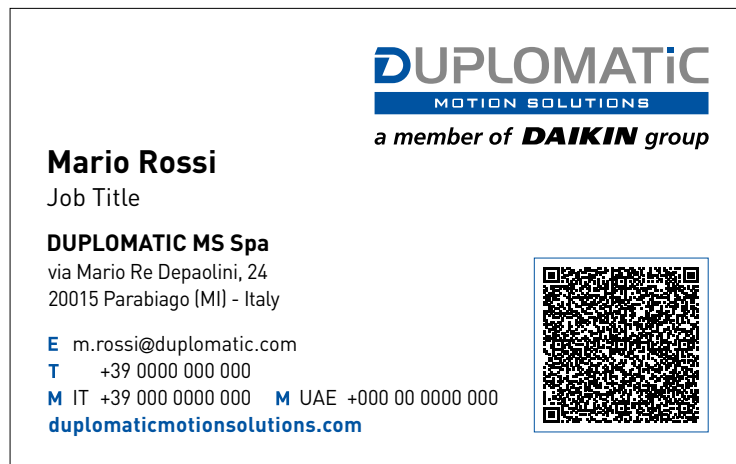 DUPLOMATiC
MOTION SOLUTIONS
a member of DAIKIN group
Mario Rossi
Job Title
DUPLOMATIC MS Spa
via Mario Re Depaolini, 24
20015 Parabiago (MI) - Italy
E m.rossi@duplomatic.com
T +39 0000 000 000
M IT +39 000 0000 000 M UAE +000 00 0000 000
duplomaticmotionsolutions.com